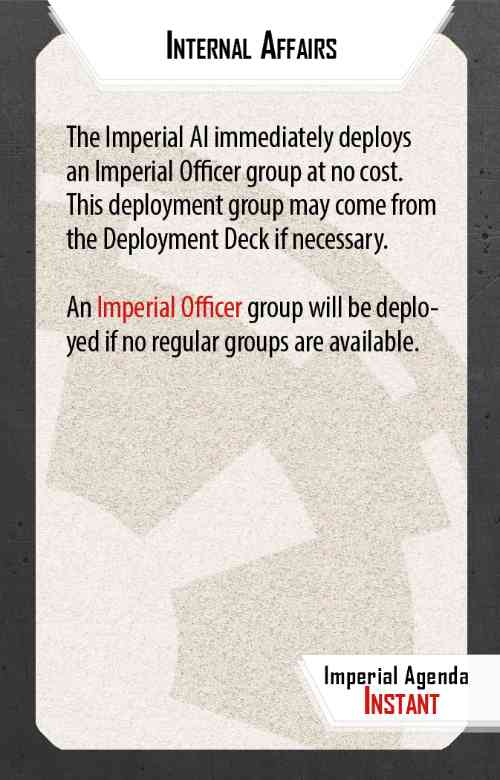 Internal Affairs
The Imperial AI immediately deploys
an Imperial Officer group at no cost.
This deployment group may come from
the Deployment Deck if necessary.
An Imperial Officer group will be deplo-
yed if no regular groups are available.
Imperial Agenda
Instant